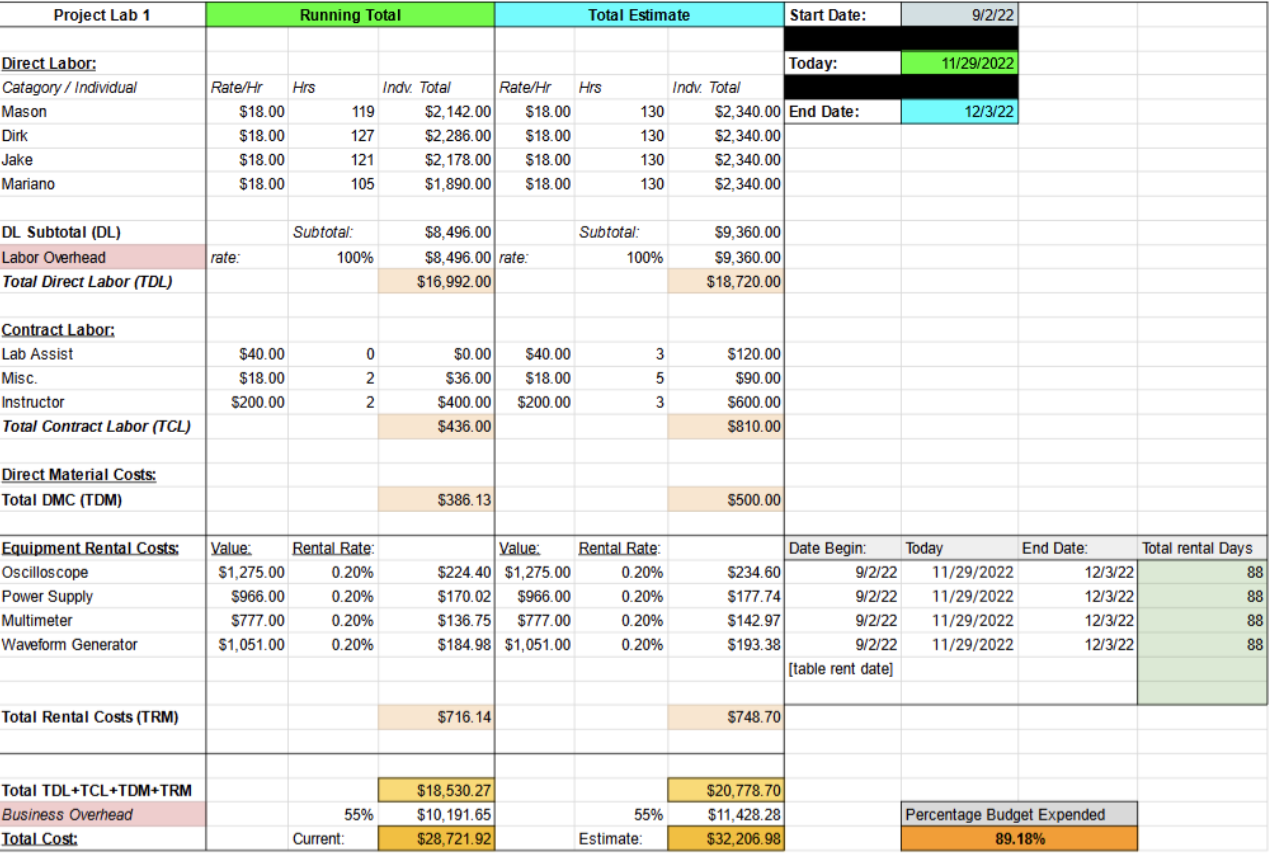 Project Lab 1 Running Total Total Estimate Start Date: 9/2/22
Direct Labor: Today: 11/29/2022
Catagory / Individual Rate/Hr Hrs Indv. Total Rate/Hr Hrs Indv. Total
Mason $18.00 119 $2,142.00 $18.00 130 $2,340.00 End Date: 12/3/22
Dirk $18.00 127 $2,286.00 $18.00 130 $2,340.00
Jake $18.00 121 $2,178.00 $18.00 130 $2,340.00
Mariano $18.00 105 $1,890.00 $18.00 130 $2,340.00
DL Subtotal (DL) Subtotal: $8,496.00 Subtotal: $9,360.00
Labor Overhead rate: 100% $8,496.00 rate: 100% $9,360.00
Total Direct Labor (TDL) $16,992.00 $18,720.00
Contract Labor:
Lab Assist $40.00 0 $0.00 $40.00 3 $120.00
Misc. $18.00 2 $36.00 $18.00 5 $90.00
Instructor $200.00 2 $400.00 $200.00 3 $600.00
Total Contract Labor (TCL) $436.00 $810.00
Direct Material Costs:
Total DMC (TDM) $386.13 $500.00
Equipment Rental Costs: Value: Rental Rate: Value: Rental Rate: Date Begin: Today End Date: Total rental Days
Oscilloscope $1,275.00 0.20% $224.40 $1,275.00 0.20% $234.60 9/2/22 11/29/2022 12/3/22 88
Power Supply $966.00 0.20% $170.02 $966.00 0.20% $177.74 9/2/22 11/29/2022 12/3/22 88
Multimeter $777.00 0.20% $136.75 $777.00 0.20% $142.97 9/2/22 11/29/2022 12/3/22 88
Waveform Generator $1,051.00 0.20% $184.98 $1,051.00 0.20% $193.38 9/2/22 11/29/2022 12/3/22 88
[table rent date]
Total Rental Costs (TRM) $716.14 $748.70
Total TDL+TCL+TDM+TRM $18,530.27 $20,778.70
Business Overhead 55% $10,191.65 55% $11,428.28 Percentage Budget Expended
Total Cost: Current: $28,721.92 Estimate: $32,206.98 89.18%